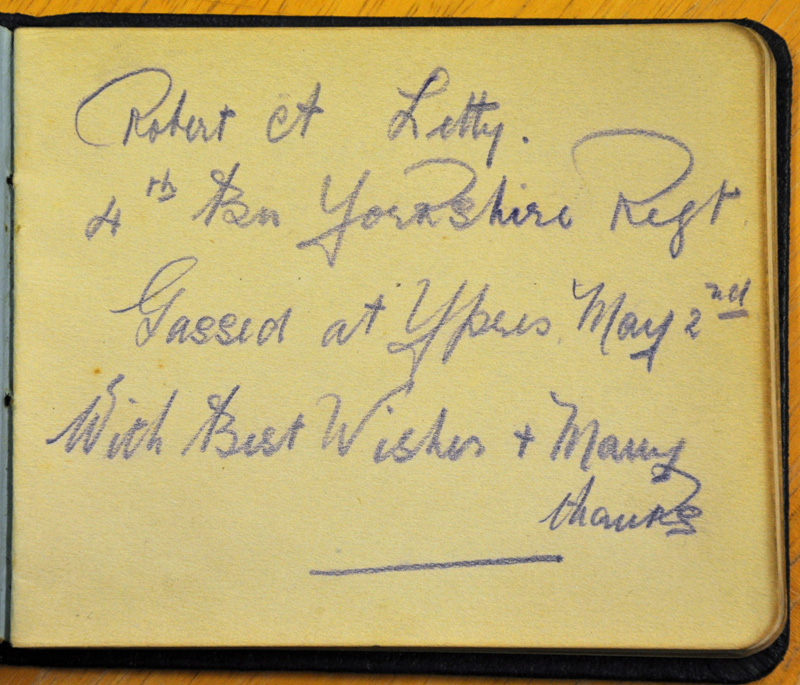 Robert A Letty.
4th Bn Yorkshire Regt
Gassed at Ypres May 2nd
With Best Wishes + Many
thanks